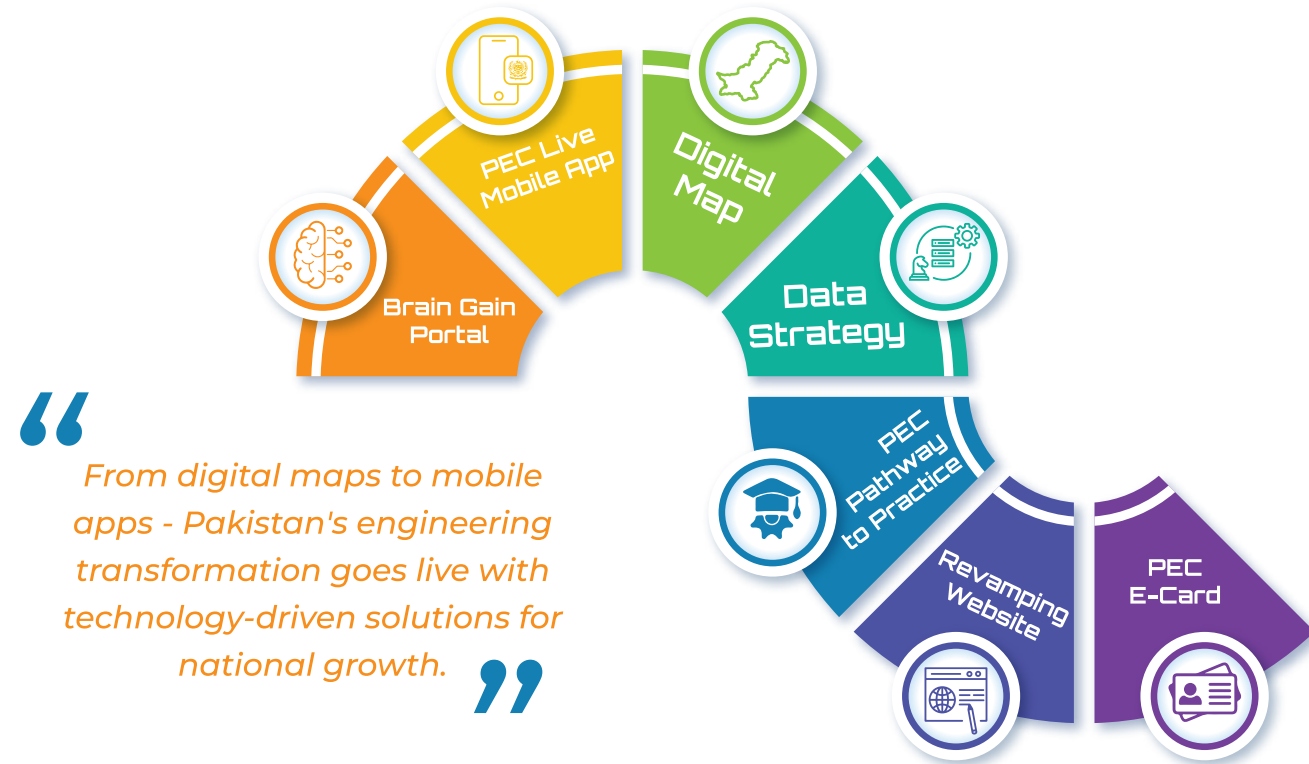 PEC Live
Mobile App
Digital
Map
Brain Gain
Portal
Data
Strategy
“
From digital maps to mobile
apps - Pakistan's engineering
transformation goes live with
technology-driven solutions for
national growth.
”
PEC
Pathway
to Practice
Revamping
Website
PEC
E-Card